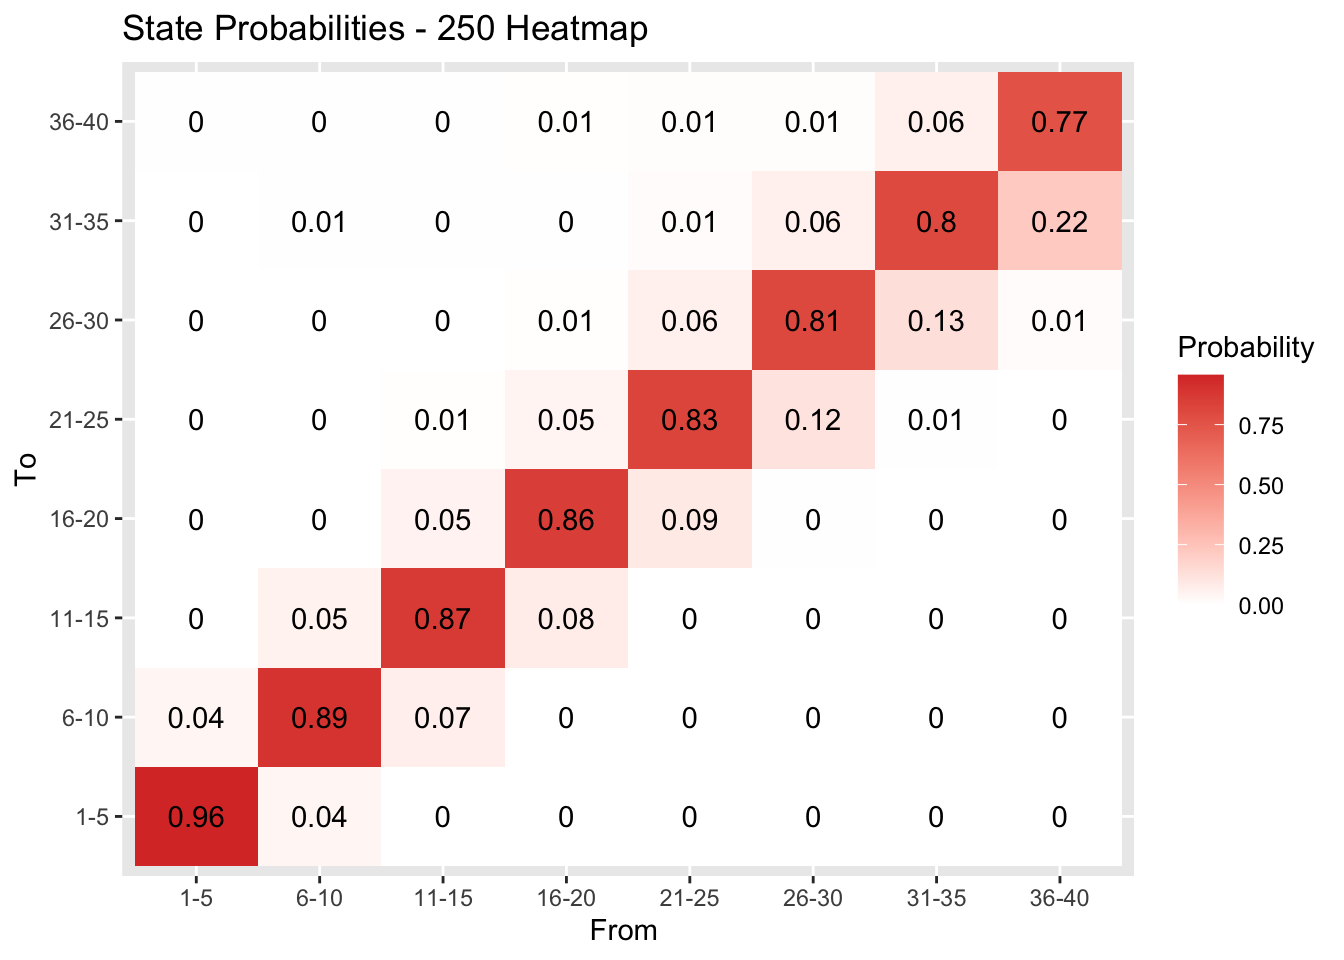 State Probabilities - 250 Heatmap
36-40 0 0 0 0.01 0.01 0.01 0.06 0.77
31-35 0 0.01 0 0 0.01 0.06 0.8 0.22
26-30 0 0 0 0.01 0.06 0.81 0.13 0.01
21-25 0 0 0.01 0.05 0.83 0.12 0.01 0
16-20 0 0 0.05 0.86 0.09 0 0 0
11-15 0 0.05 0.87 0.08 0 0 0 0
6-10 0.04 0.89 0.07 0 0 0 0 0
1-5 0.96 0.04 0 0 0 0 0 0
1-5 6-10 11-15 16-20 21-25 26-30 31-35 36-40
From
To
Probability
0.75
0.50
0.25
0.00